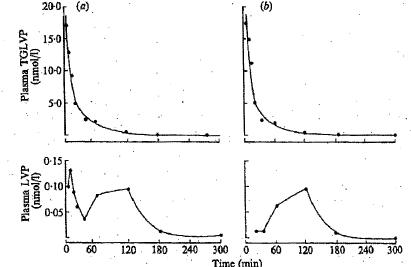 (a)
(b)
20·0
15·0
10·0
5·0
Plasma TGLVP
(nmol/l)
0·15
0·10
0·05
Plasma LVP
(nmol/l)
0 60 120 180 240 300
0 60 120 180 240 300
Time (min)